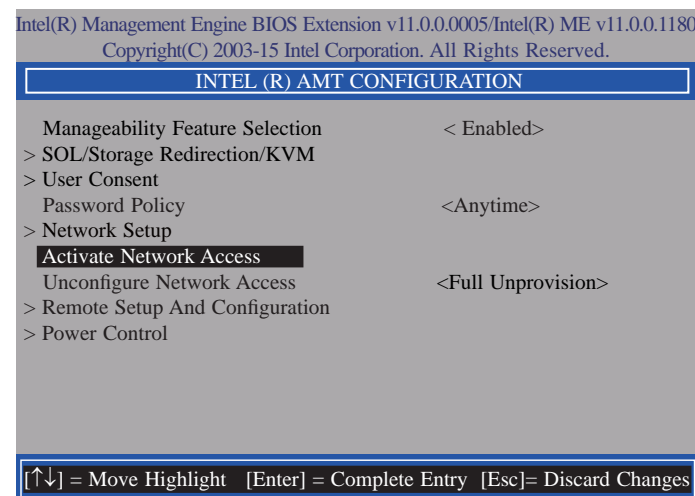 Intel(R) Management Engine BIOS Extension v11.0.0.0005/Intel(R) ME v11.0.0.1180
Copyright(C) 2003-15 Intel Corporation. All Rights Reserved.
INTEL (R) AMT CONFIGURATION
Manageability Feature Selection < Enabled>
> SOL/Storage Redirection/KVM
> User Consent
Password Policy <Anytime>
> Network Setup
Activate Network Access
Unconfigure Network Access <Full Unprovision>
> Remote Setup And Configuration
> Power Control
[↑↓] = Move Highlight [Enter] = Complete Entry [Esc]= Discard Changes